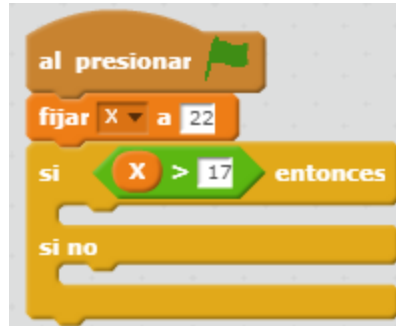 al presionar
fijar X a 22
si X > 17 entonces
si no